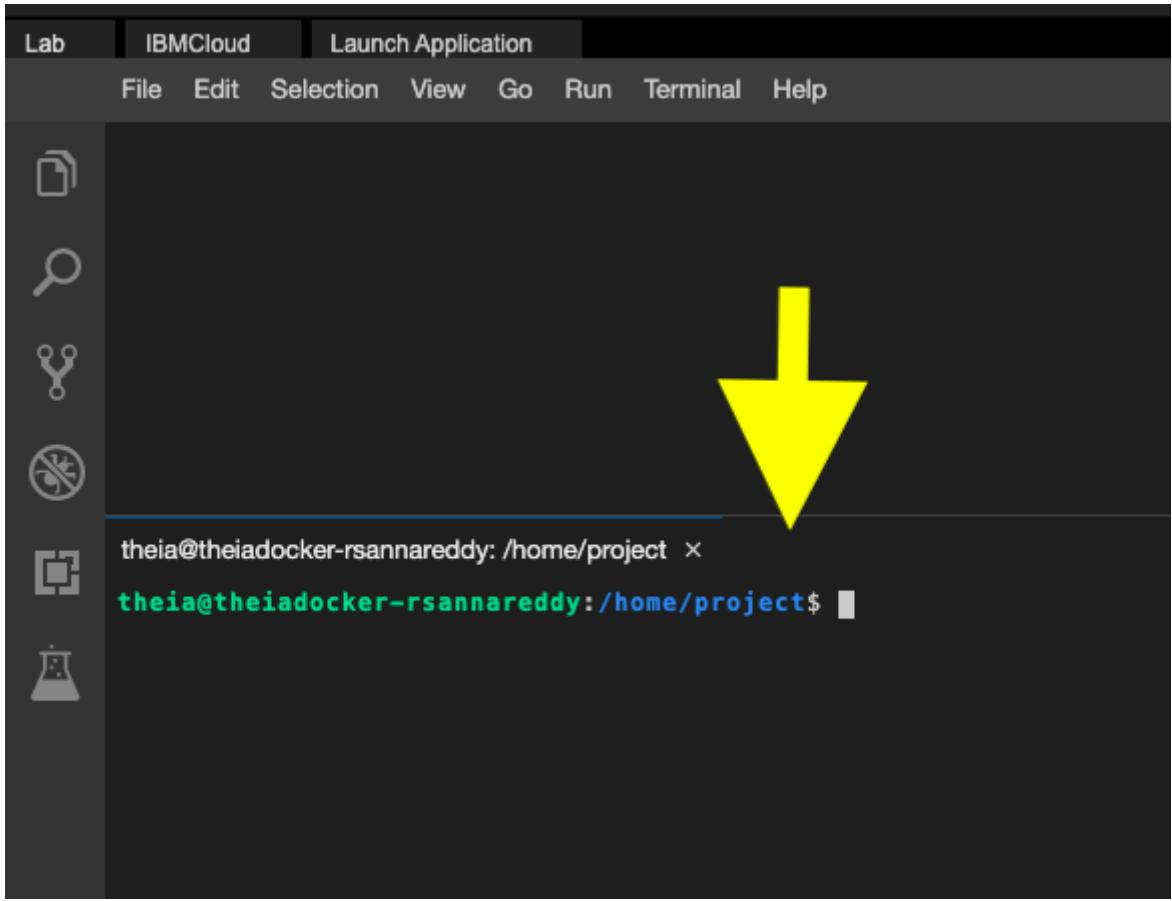 Lab IBMCloud Launch Application
File Edit Selection View Go Run Terminal Help
theia@theiadocker-rsannareddy: /home/project ×
theia@theiadocker-rsannareddy:/home/project$